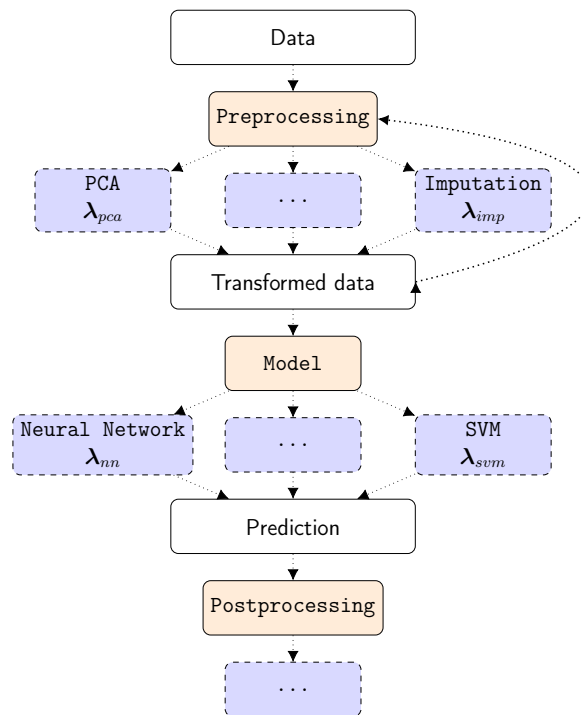 Data
Preprocessing
PCA
λpca
...
Imputation
λimp
Transformed data
Model
Neural Network
λnn
...
SVM
λsvm
Prediction
Postprocessing
...